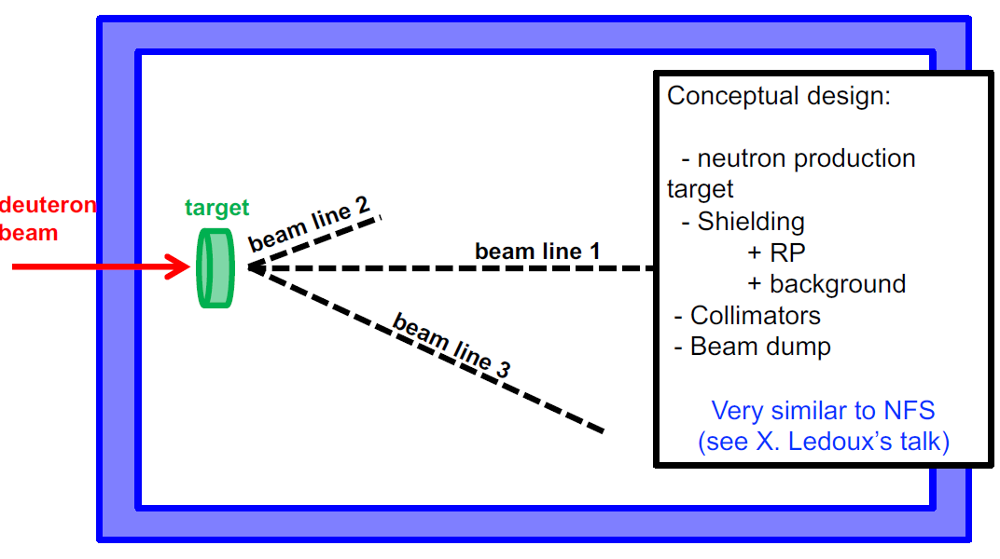 deuteron
beam
target
beam line 2
beam line 1
beam line 3
Conceptual design:
- neutron production
target
- Shielding
+ RP
+ background
- Collimators
- Beam dump
Very similar to NFS
(see X. Ledoux’s talk)